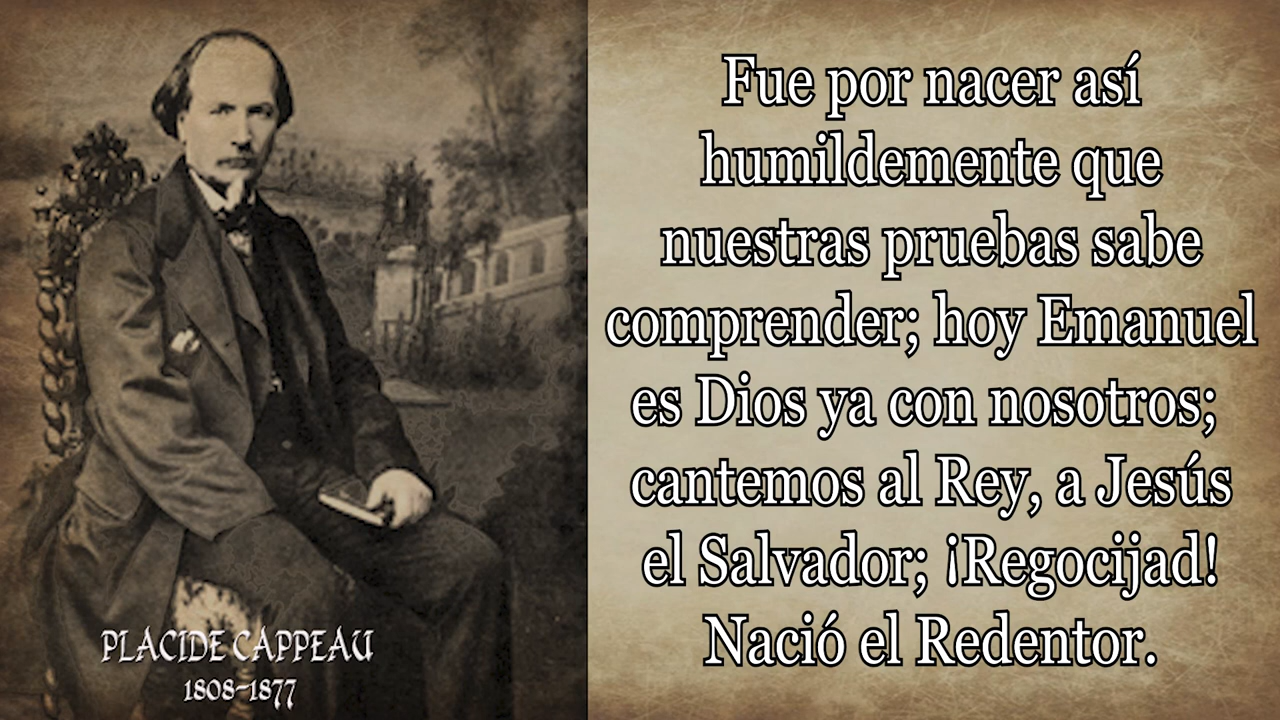 Fue por nacer así
humildemente que
nuestras pruebas sabe
comprender; hoy Emanuel
es Dios ya con nosotros;
cantemos al Rey, a Jesús
el Salvador; ¡Regocijad!
Nació el Redentor.
PLACIDE CAPPEAU
1808-1877